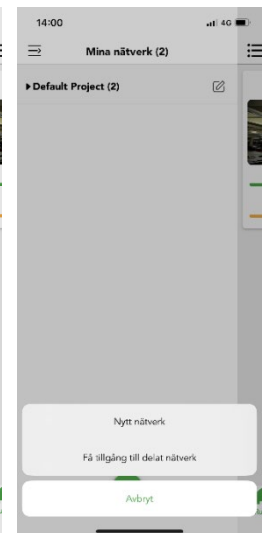 14:00
4G
Mina nätverk (2)
Default Project (2)
Nytt nätverk
Få tillgång till delat nätverk
Avbryt